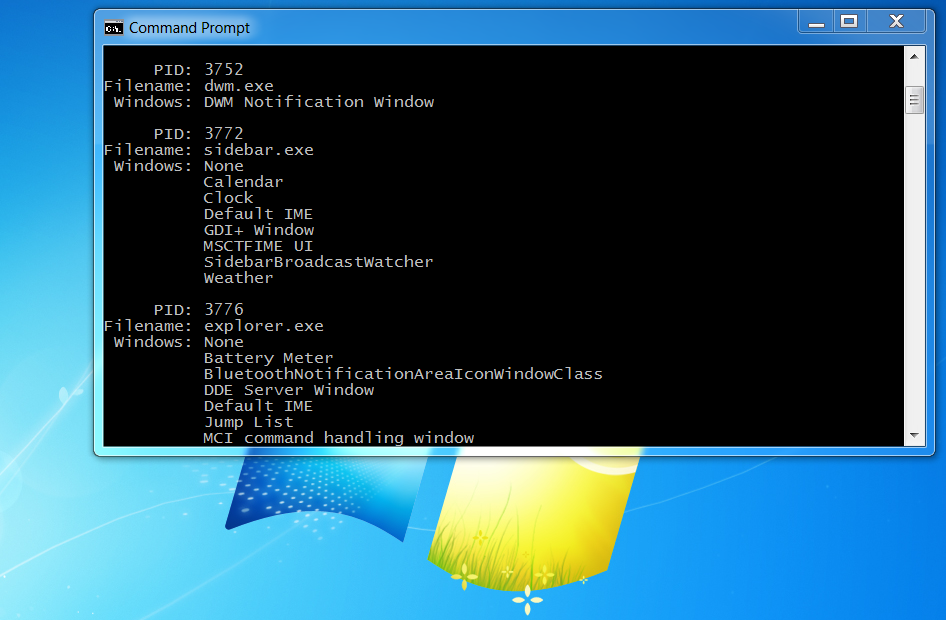 Command Prompt
PID: 3752
Filename: dwm.exe
Windows: DWM Notification Window
PID: 3772
Filename: sidebar.exe
Windows: None
Calendar
Clock
Default IME
GDI+ Window
MSCTFIME UI
SidebarBroadcastWatcher
Weather
PID: 3776
Filename: explorer.exe
Windows: None
Battery Meter
BluetoothNotificationAreaIconWindowClass
DDE Server Window
Default IME
Jump List
MCI command handling window